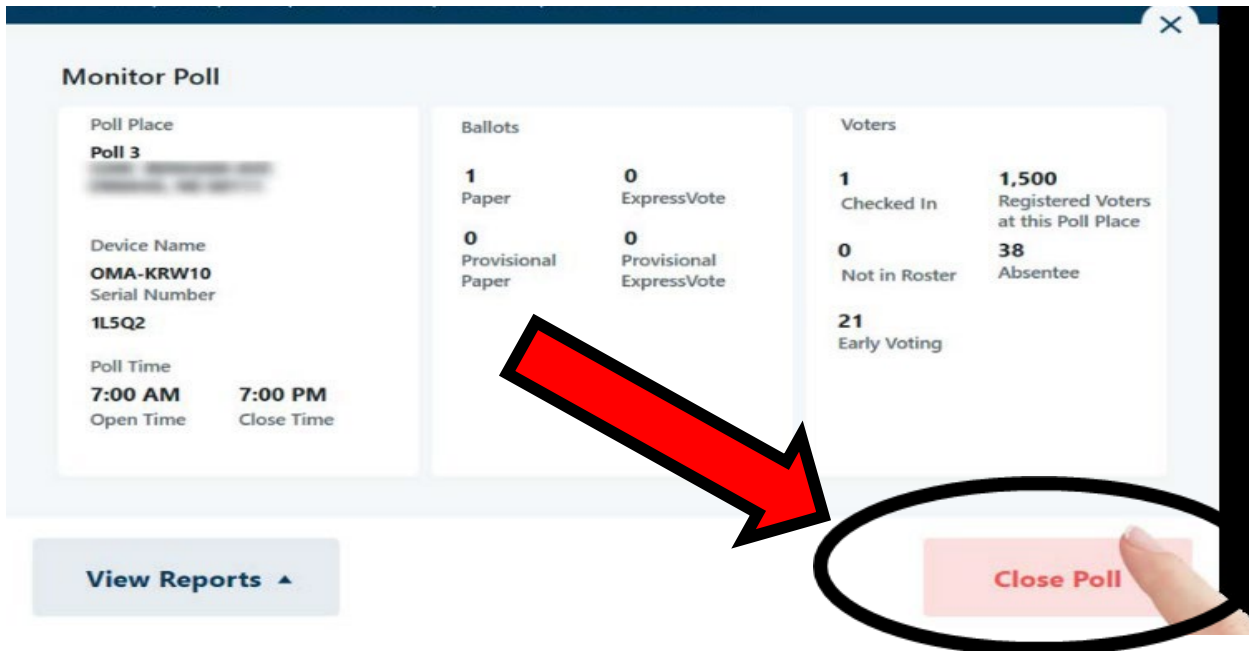 Monitor Poll
Poll Place
Poll 3
Device Name
OMA-KRW10
Serial Number
1L5Q2
Poll Time
7:00 AM 7:00 PM
Open Time Close Time
Ballots
1 0
Paper ExpressVote
0 0
Provisional Provisional
Paper ExpressVote
Voters
1 1,500
Checked In Registered Voters
at this Poll Place
0 38
Not in Roster Absentee
21
Early Voting
View Reports
Close Poll